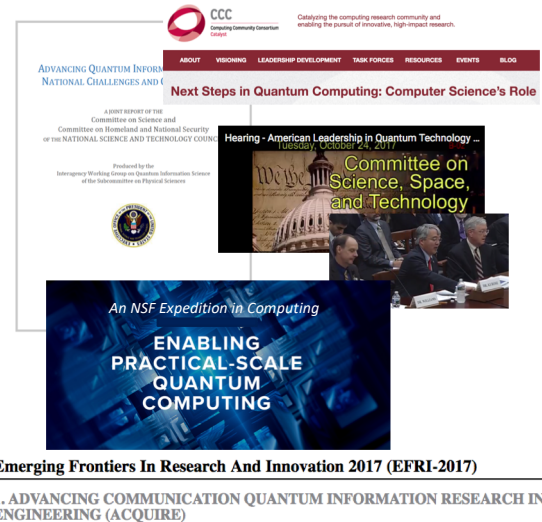 CCC
Computing Community Consortium
Catalyst
Catalyzing the computing research community and
enabling the pursuit of innovative, high-impact research.
ABOUT VISIONING LEADERSHIP DEVELOPMENT TASK FORCES RESOURCES EVENTS BLOG
Next Steps in Quantum Computing: Computer Science's Role
ADVANCING QUANTUM INFORM
NATIONAL CHALLENGES AND
A JOINT REPORT OF THE
Committee on Science and
Committee on Homeland and National Security
OF THE NATIONAL SCIENCE AND TECHNOLOGY COUNC
Produced by the
Interagency Working Group on Quantum Information Science
of the Subcommittee on Physical Sciences
Hearing - American Leadership in Quantum Technology ...
Tuesday, October 24, 2017
Committee on
Science, Space,
and Technology
We the
An NSF Expedition in Computing
ENABLING
PRACTICAL-SCALE
QUANTUM
COMPUTING
Emerging Frontiers In Research And Innovation 2017 (EFRI-2017)
. ADVANCING COMMUNICATION QUANTUM INFORMATION RESEARCH IN
ENGINEERING (ACQUIRE)